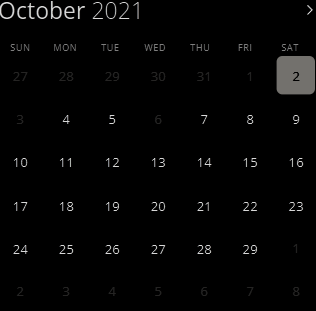 October 2021
SUN MON TUE WED THU FRI SAT
27 28 29 30 31 1 2
3 4 5 6 7 8 9
10 11 12 13 14 15 16
17 18 19 20 21 22 23
24 25 26 27 28 29 1
2 3 4 5 6 7 8